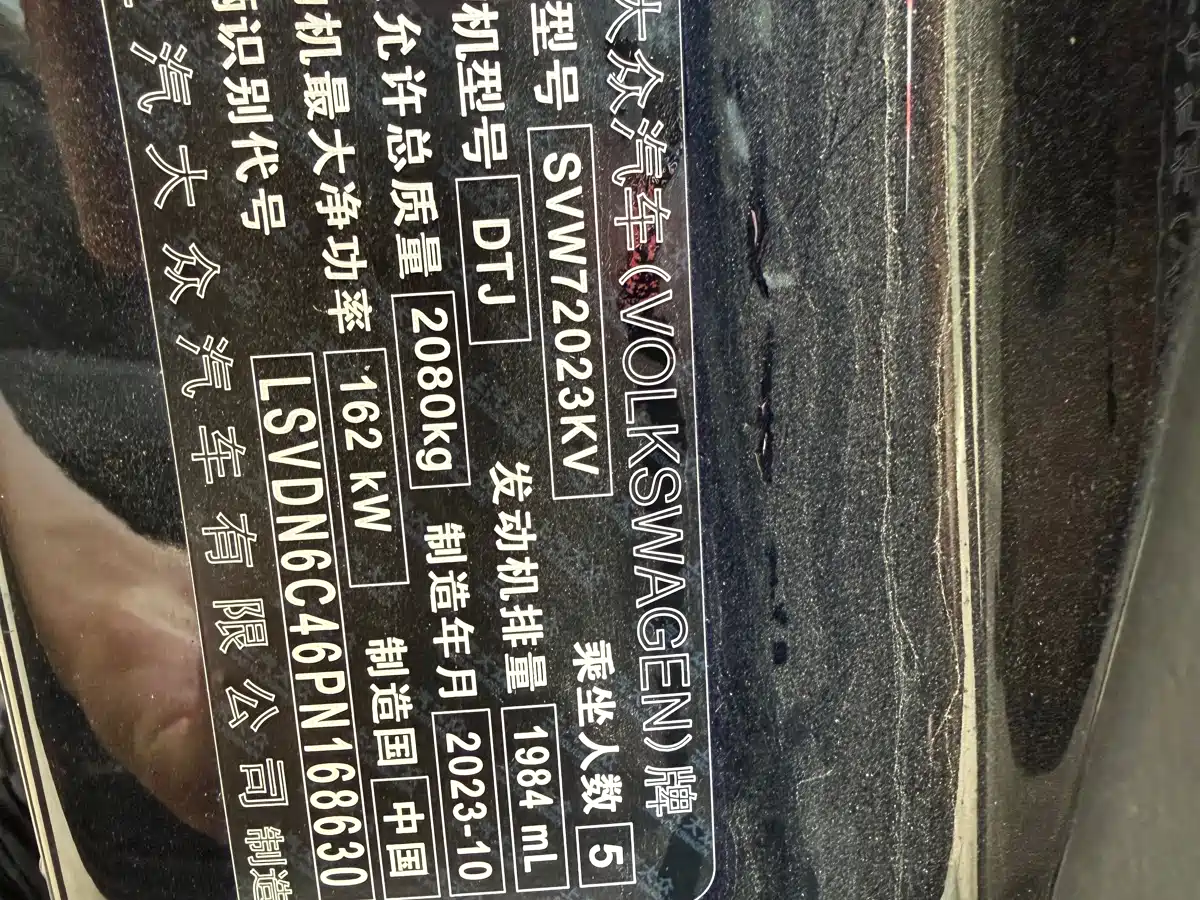 大众汽车(VOLKSWAGEN)牌
型号 SVW72023KV 乘坐人数 5
机型号 DTJ 发动机排量 1984 mL
允许总质量 2080kg 制造年月 2023-10
机最大净功率 162 kW 制造国 中国
识别代号 LSVDN6C46PN168630
汽大众汽车有限公司制造